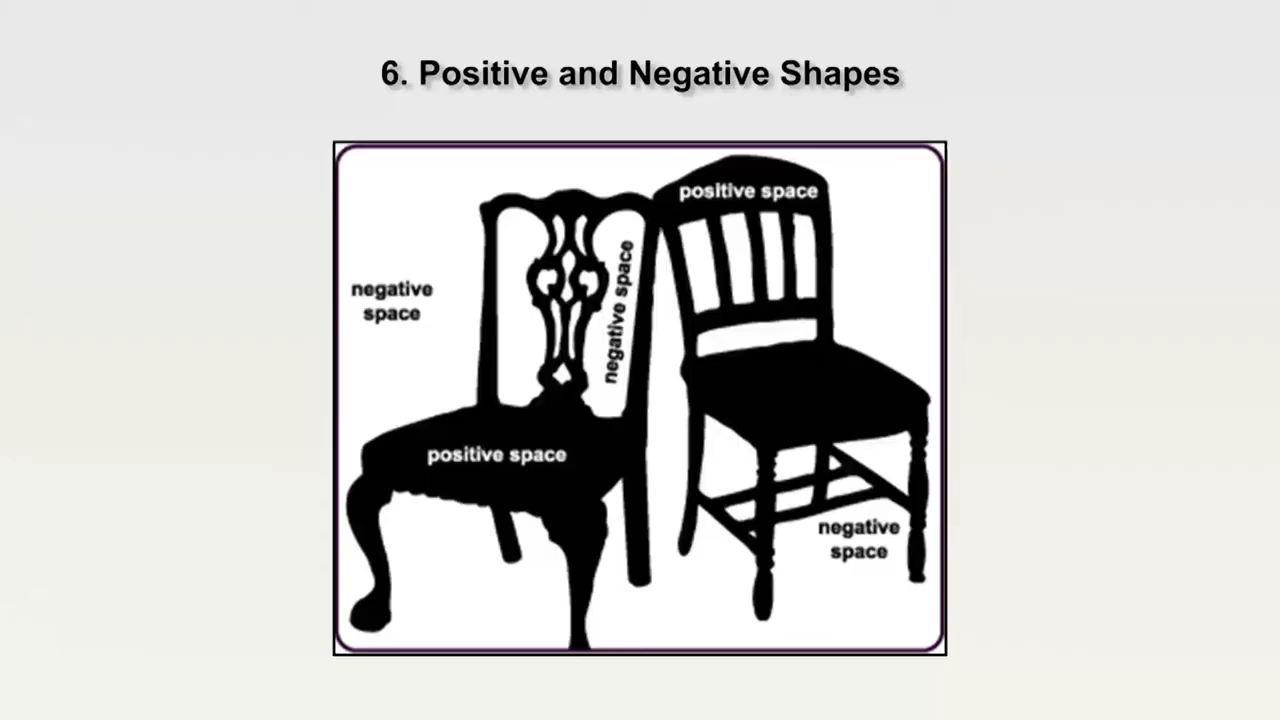 6. Positive and Negative Shapes
positive space
negative space
negative
space
positive space
negative
space